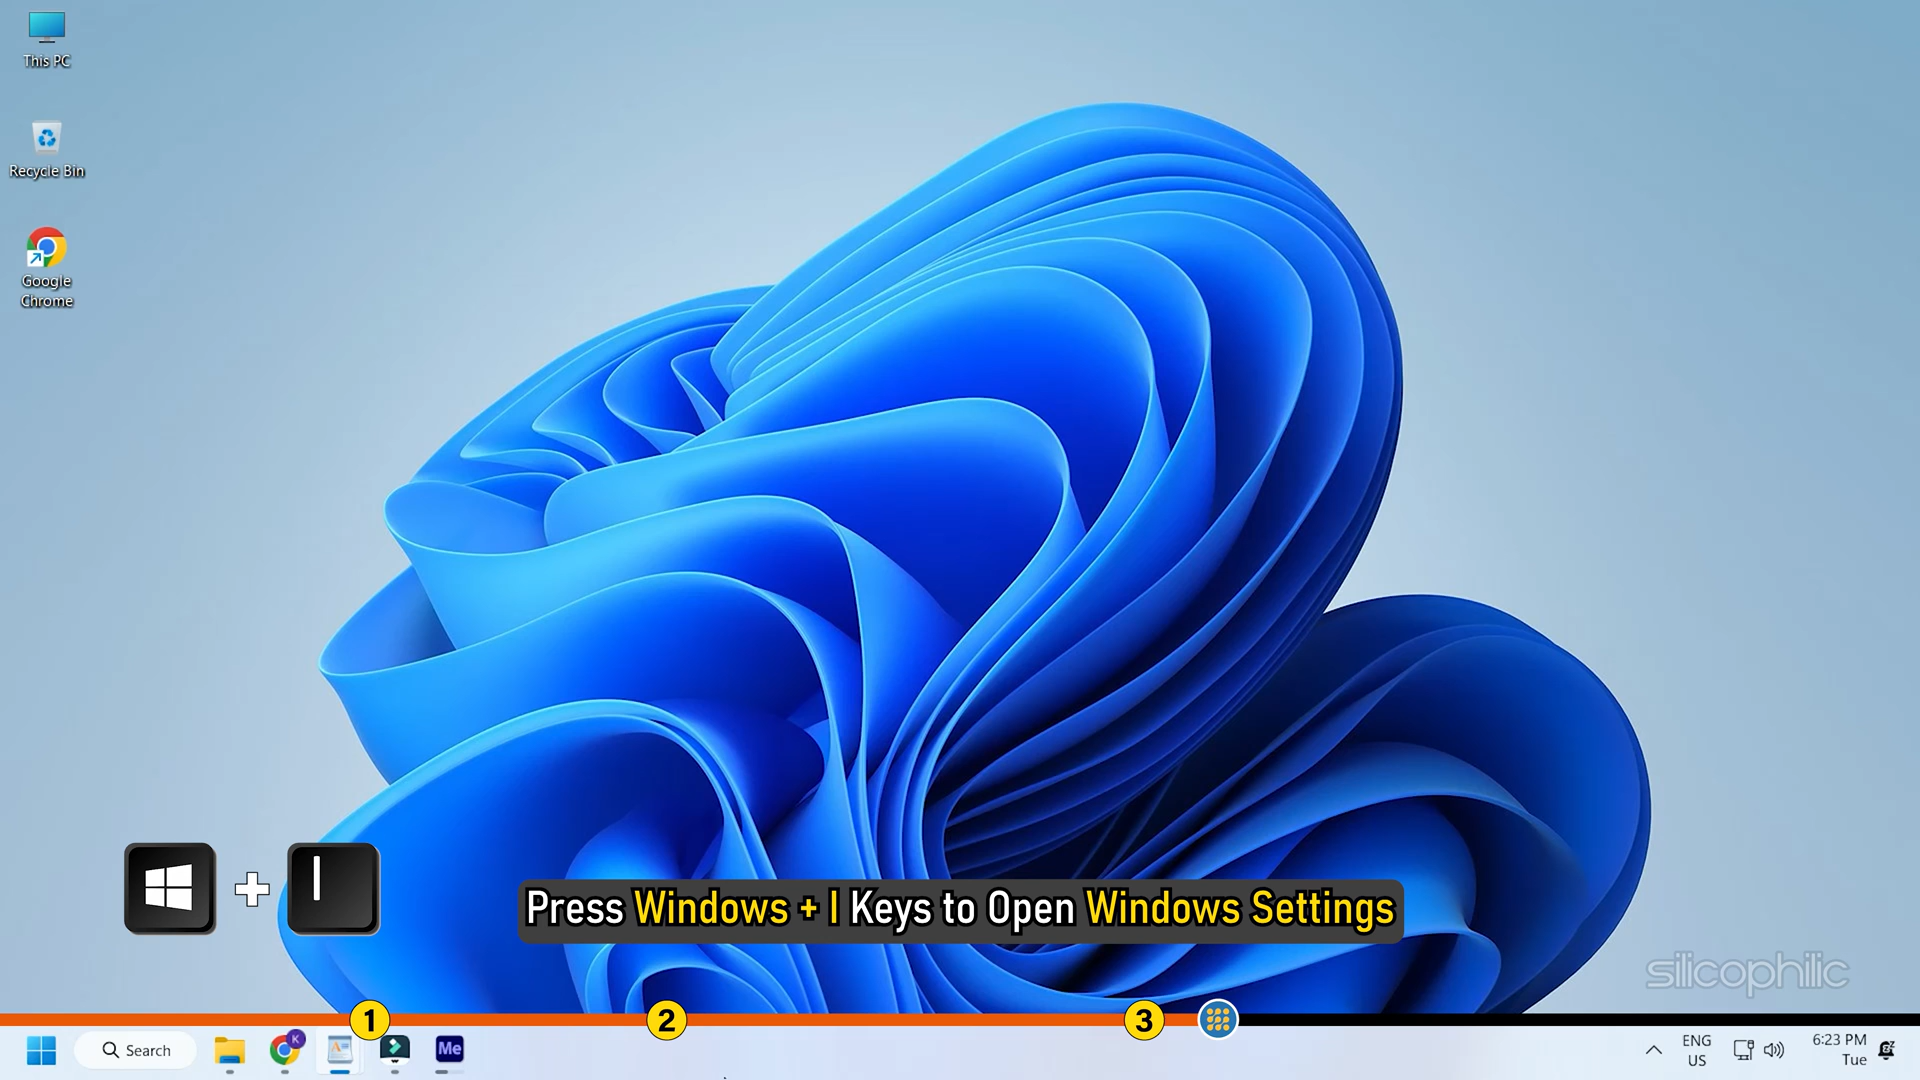 This PC
Recycle Bin
Google
Chrome
I
Press Windows + I Keys to Open Windows Settings
silicophilic
1
2
3
Search
K
Me
ENG
US
6:23 PM
Tue